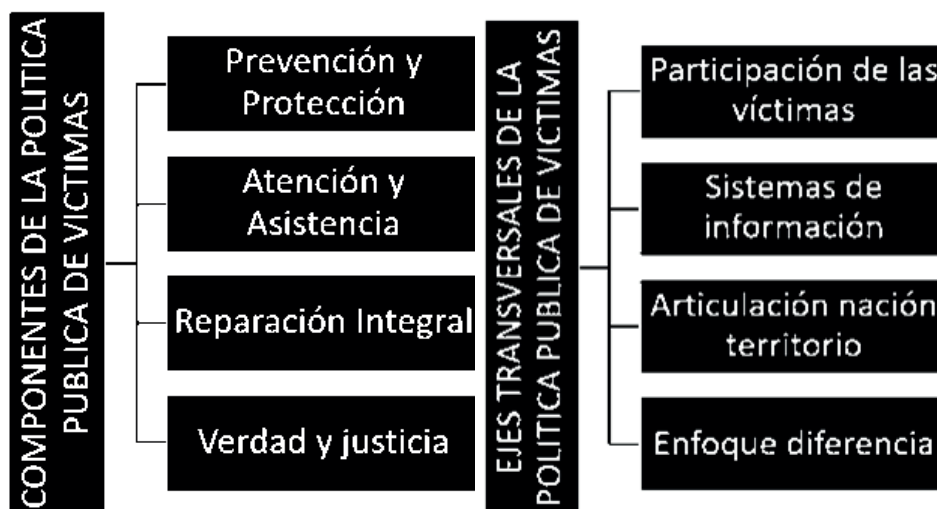 COMPONENTES DE LA POLITICA
PUBLICA DE VICTIMAS
Prevención y
Protección
Atención y
Asistencia
Reparación Integral
Verdad y justicia
EJES TRANSVERSALES DE LA
POLITICA PUBLICA DE VICTIMAS
Participación de las
víctimas
Sistemas de
información
Articulación nación
territorio
Enfoque diferencia